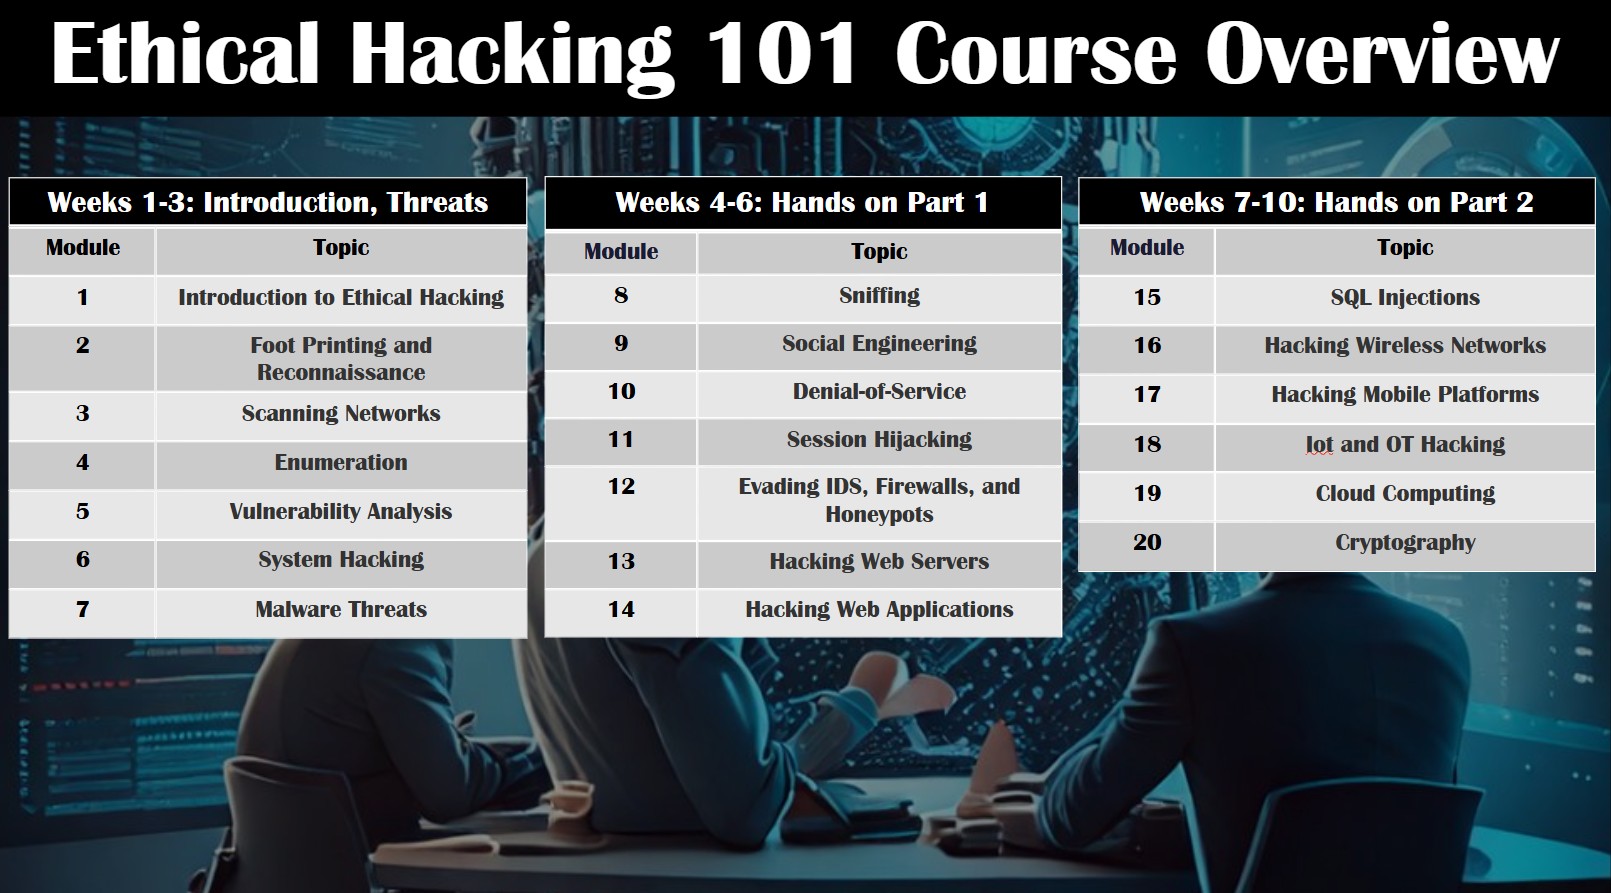 Ethical Hacking 101 Course Overview
Weeks 1-3: Introduction, Threats
Module Topic
1 Introduction to Ethical Hacking
2 Foot Printing and
Reconnaissance
3 Scanning Networks
4 Enumeration
5 Vulnerability Analysis
6 System Hacking
7 Malware Threats
Weeks 4-6: Hands on Part 1
Module Topic
8 Sniffing
9 Social Engineering
10 Denial-of-Service
11 Session Hijacking
12 Evading IDS, Firewalls, and
Honeypots
13 Hacking Web Servers
14 Hacking Web Applications
Weeks 7-10: Hands on Part 2
Module Topic
15 SQL Injections
16 Hacking Wireless Networks
17 Hacking Mobile Platforms
18 Iot and OT Hacking
19 Cloud Computing
20 Cryptography